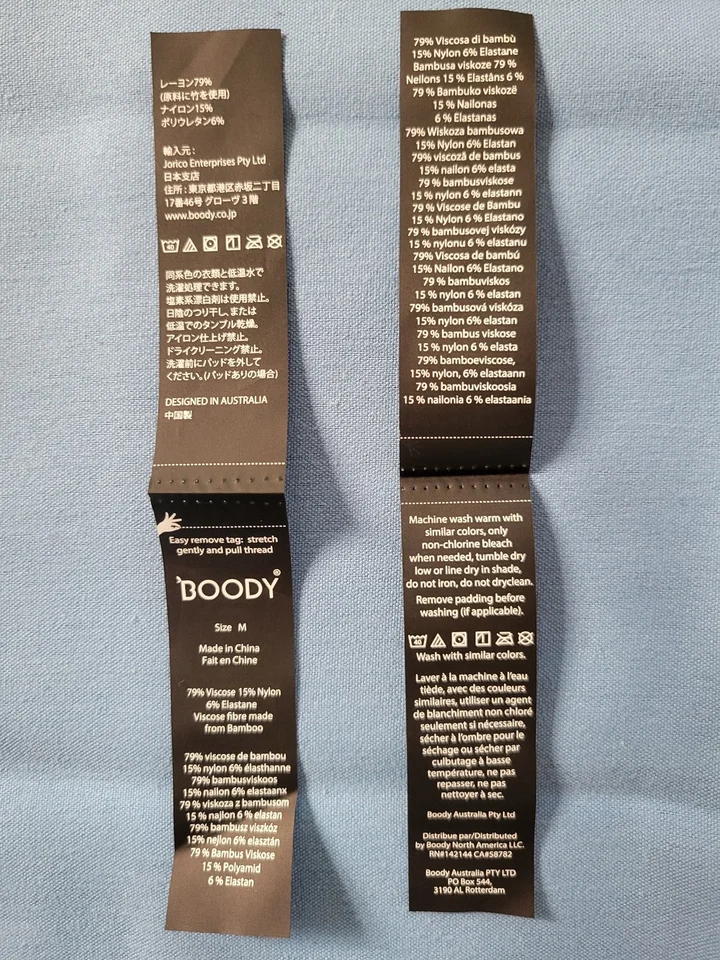 レーヨン79%
(原料に竹を使用)
ナイロン15%
ポリウレタン6%
輸入元 :
Jorico Enterprises Pty Ltd
日本支店
住所 : 東京都港区赤坂二丁目
17番46号 グローヴ 3 階
www.boody.co.jp
40
同系色の衣類と低温水で
洗濯処理できます。
塩素系漂白剤は使用禁止。
日陰のつり干し、または
低温でのタンブル乾燥。
アイロン仕上げ禁止。
ドライクリーニング禁止。
洗濯前にパッドを外して
ください。(パッドありの場合)
DESIGNED IN AUSTRALIA
中国製
Easy remove tag: stretch
gently and pull thread
BOODY®
Size M
Made in China
Fait en Chine
79% Viscose 15% Nylon
6% Elastane
Viscose fibre made
from Bamboo
79% viscose de bambou
15% nylon 6% élasthanne
79% bambusviskoos
15% nailon 6% elastaanx
79 % viskoza z bambusom
15 % najlon 6 % elastan
79% bambusz viszkóz
15% nejlon 6% elasztán
79 % Bambus Viskose
15 % Polyamid
6 % Elastan
79% Viscosa di bambù
15% Nylon 6% Elastane
Bambusa viskoze 79 %
Neilons 15 % Elastāns 6 %
79 % Bambuko viskozė
15 % Nailonas
6 % Elastanas
79% Wiskoza bambusowa
15% Nylon 6% Elastan
79% viscoză de bambus
15% nailon 6% elasta
79 % bambusviskose
15 % nylon 6 % elastann
79 % Viscose de Bambu
15 % Nylon 6 % Elastano
79 % bambusovej viskózy
15 % nylonu 6 % elastanu
79% Viscosa de bambú
15% Nailon 6% Elastano
79 % bambuviskos
15 % nylon 6 % elastan
79% bambusová viskóza
15% nylon 6% elastan
79 % bambus viskose
15 % nylon 6 % elasta
79% bamboeviscose,
15% nylon, 6% elastaann
79 % bambuviskoosia
15 % nailonia 6 % elastaania
Machine wash warm with
similar colors, only
non-chlorine bleach
when needed, tumble dry
low or line dry in shade,
do not iron, do not dryclean.
Remove padding before
washing (if applicable).
40
Wash with similar colors.
Laver à la machine à l'eau
tiède, avec des couleurs
similaires, utiliser un agent
de blanchiment non chloré
seulement si nécessaire,
sécher à l'ombre pour le
séchage ou sécher par
culbutage à basse
température, ne pas
repasser, ne pas
nettoyer à sec.
Boody Australia Pty Ltd
Distribue par/Distributed
by Boody North America LLC.
RN#142144 CA#58782
Boody Australia PTY LTD
PO Box 544,
3190 AL Rotterdam